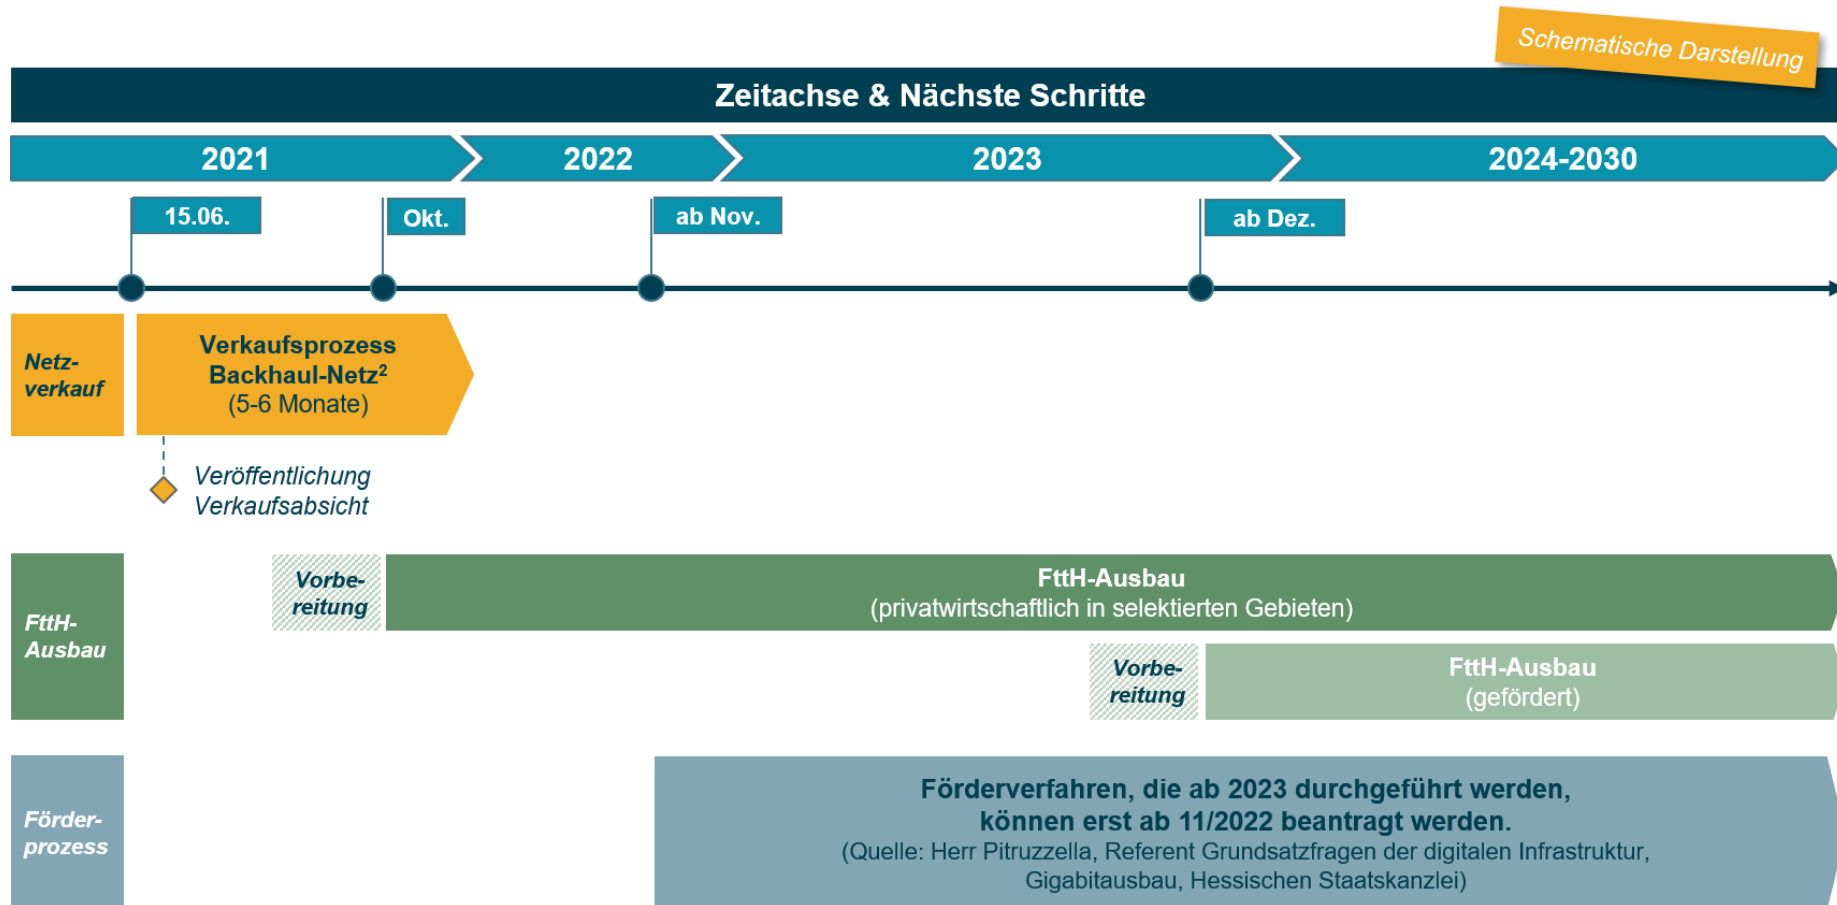 Schematische Darstellung
Zeitachse & Nächste Schritte
2021
2022
2023
2024-2030
15.06.
Okt.
ab Nov.
ab Dez.
Netz-
verkauf
Verkaufsprozess
Backhaul-Netz²
(5-6 Monate)
Veröffentlichung
Verkaufsabsicht
FttH-
Ausbau
Vorbe-
reitung
FttH-Ausbau
(privatwirtschaftlich in selektierten Gebieten)
Vorbe-
reitung
FttH-Ausbau
(gefördert)
Förder-
prozess
Förderverfahren, die ab 2023 durchgeführt werden,
können erst ab 11/2022 beantragt werden.
(Quelle: Herr Pitruzzella, Referent Grundsatzfragen der digitalen Infrastruktur,
Gigabitausbau, Hessischen Staatskanzlei)